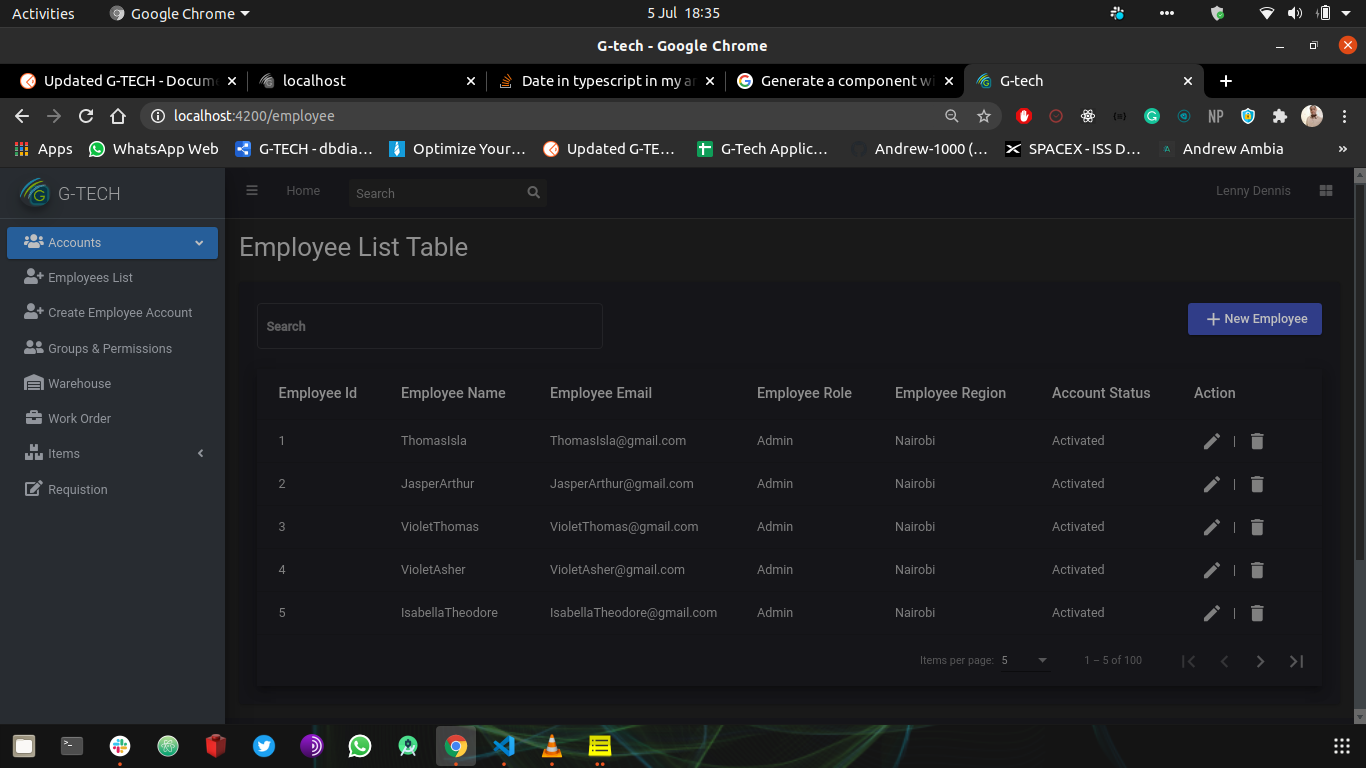 Activities Google Chrome 5 Jul 18:35
G-tech - Google Chrome
Updated G-TECH - Docume localhost Date in typescript in my an Generate a component wi G-tech
localhost:4200/employee NP
Apps WhatsApp Web G-TECH - dbdia... Optimize Your... Updated G-TE... G-Tech Applic... Andrew-1000 (... SPACEX - ISS D... Andrew Ambia »
G-TECH Home Search Lenny Dennis
Accounts
Employees List
Create Employee Account
Groups & Permissions
Warehouse
Work Order
Items
Requistion
Employee List Table
Search New Employee
Employee Id Employee Name Employee Email Employee Role Employee Region Account Status Action
1 ThomasIsla ThomasIsla@gmail.com Admin Nairobi Activated |
2 JasperArthur JasperArthur@gmail.com Admin Nairobi Activated |
3 VioletThomas VioletThomas@gmail.com Admin Nairobi Activated |
4 VioletAsher VioletAsher@gmail.com Admin Nairobi Activated |
5 IsabellaTheodore IsabellaTheodore@gmail.com Admin Nairobi Activated |
Items per page: 5 1 – 5 of 100